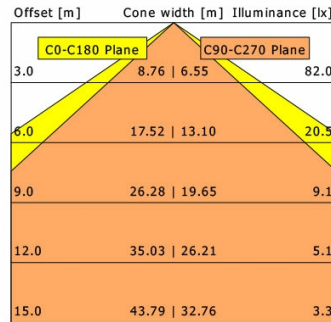 Offset [m] Cone width [m] Illuminance [lx]
C0-C180 Plane C90-C270 Plane
3.0 8.76 | 6.55 82.0
6.0 17.52 | 13.10 20.5
9.0 26.28 | 19.65 9.1
12.0 35.03 | 26.21 5.1
15.0 43.79 | 32.76 3.3